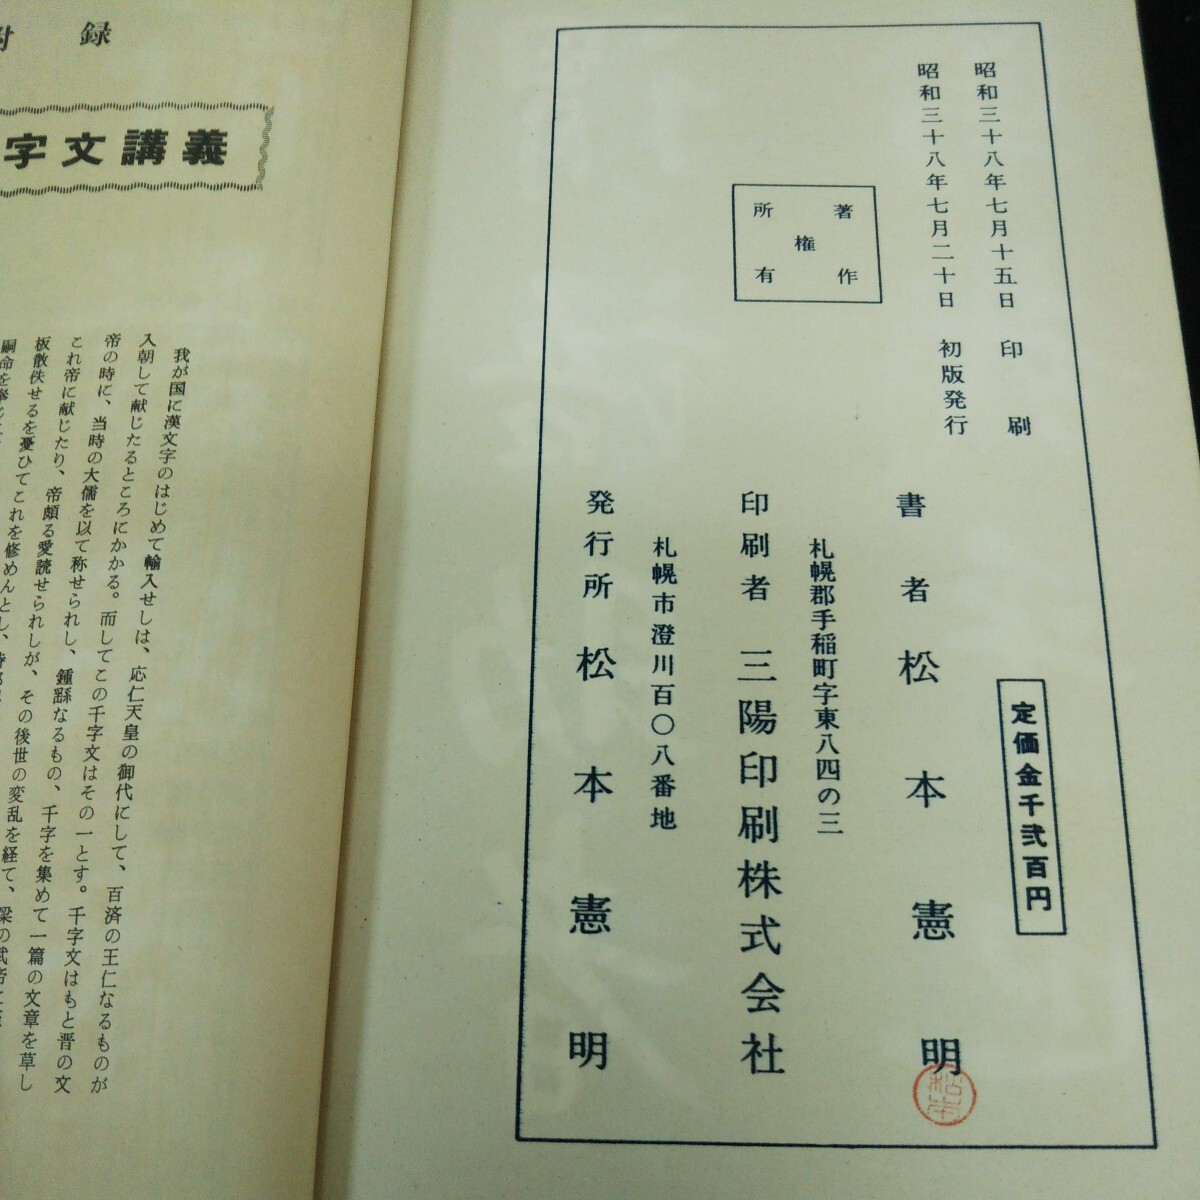 昭和三十八年七月十五日 印刷
昭和三十八年七月二十日 初版発行
著作権所有
定価金千弐百円
書者 松本憲明
札幌郡手稲町字東八四の三
印刷者 三陽印刷株式会社
札幌市澄川百〇八番地
発行所 松本憲明
附録
字文講義
我が国に漢文字のはじめて輸入せしは、応仁天皇の御代にして、百済の王仁なるものが
入朝して献じたるところにかかる。而してこの千字文はその一とす。千字文はもと晋の文
帝の時に、当時の大儒を以て称せられし、鍾繇なるもの、千字を集めて一篇の文章を草し
これ帝に献じたり、帝頗る愛読せられしが、その後世の変乱を経て、梁の武帝に
板散佚せるを憂ひてこれを修めんとし、
嗣命を奉じ